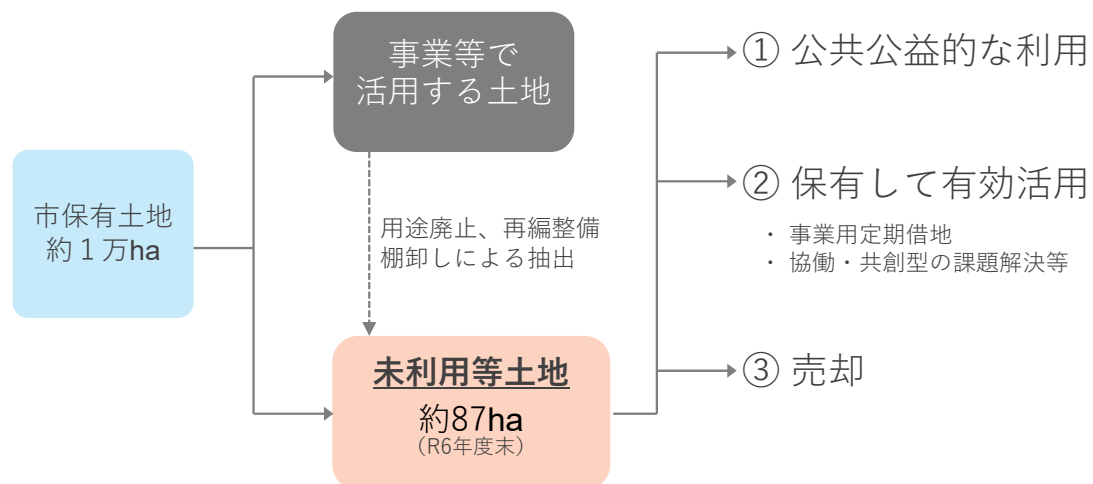 市保有土地
約１万ha
事業等で
活用する土地
用途廃止、再編整備
棚卸しによる抽出
未利用等土地
約87ha
（R6年度末）
① 公共公益的な利用
② 保有して有効活用
・ 事業用定期借地
・ 協働・共創型の課題解決等
③ 売却